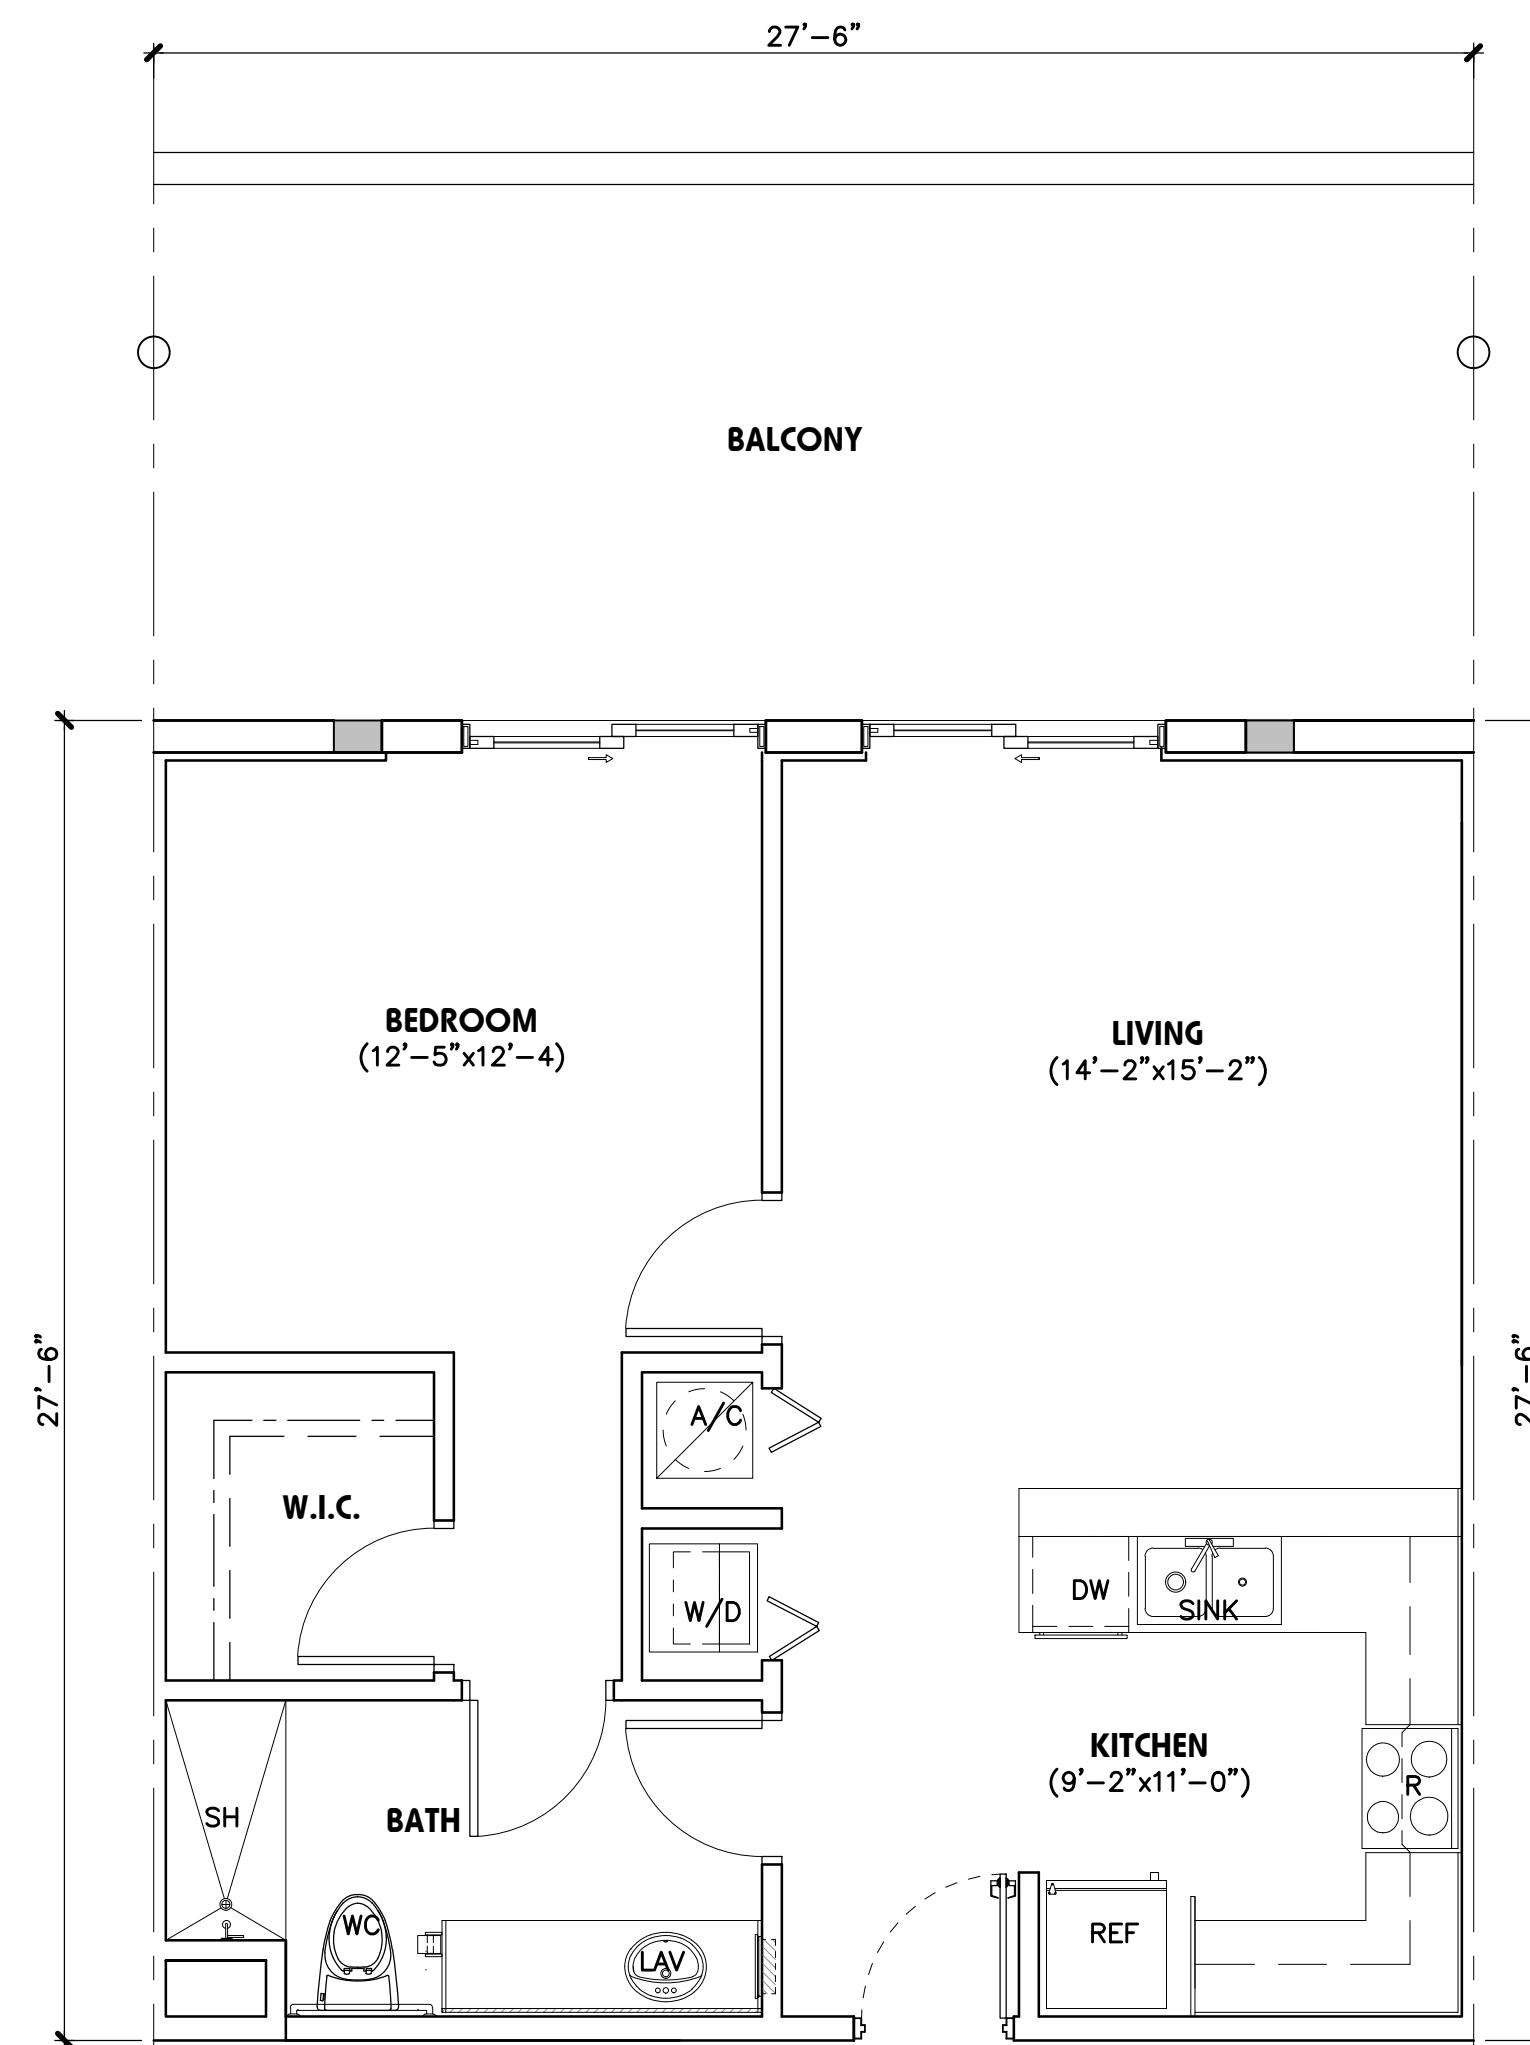 27'-6"
BALCONY
BEDROOM
(12'-5"x12'-4)
LIVING
(14'-2"x15'-2")
27'-6"
27'-6"
A/C
W.I.C.
DW
SINK
W/D
KITCHEN
(9'-2"x11'-0")
R
SH
BATH
WC
REF
LAV